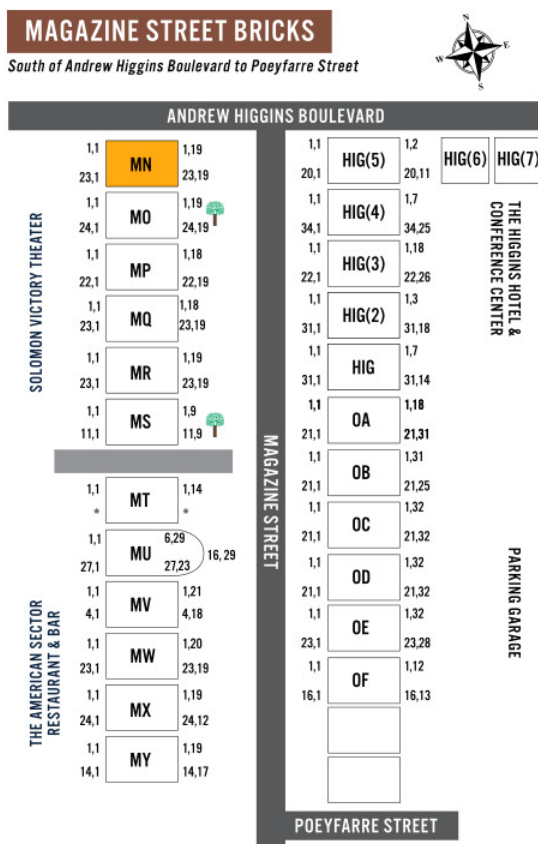 MAGAZINE STREET BRICKS
South of Andrew Higgins Boulevard to Poeyfarre Street
N
W E
S
ANDREW HIGGINS BOULEVARD
1,1 MN 1,19
23,1 23,19
1,1 MO 1,19
24,1 24,19
1,1 MP 1,18
22,1 22,19
1,1 MQ 1,18
23,1 23,19
1,1 MR 1,19
23,1 23,19
1,1 MS 1,9
11,1 11,9
1,1 MT 1,14
* *
1,1 MU 6,29
16, 29
27,1 27,23
1,1 MV 1,21
4,1 4,18
1,1 MW 1,20
23,1 23,19
1,1 MX 1,19
24,1 24,12
1,1 MY 1,19
14,1 14,17
SOLOMON VICTORY THEATER
THE AMERICAN SECTOR
RESTAURANT & BAR
MAGAZINE STREET
1,1 HIG(5) 1,2
20,1 20,11
HIG(6) HIG(7)
1,1 HIG(4) 1,7
34,1 34,25
1,1 HIG(3) 1,18
22,1 22,26
1,1 HIG(2) 1,3
31,1 31,18
1,1 HIG 1,7
31,1 31,14
1,1 OA 1,18
21,1 21,31
1,1 OB 1,31
21,1 21,25
1,1 OC 1,32
21,1 21,32
1,1 OD 1,32
21,1 21,32
1,1 OE 1,32
23,1 23,28
1,1 OF 1,12
16,1 16,13
THE HIGGINS HOTEL &
CONFERENCE CENTER
PARKING GARAGE
POEYFARRE STREET